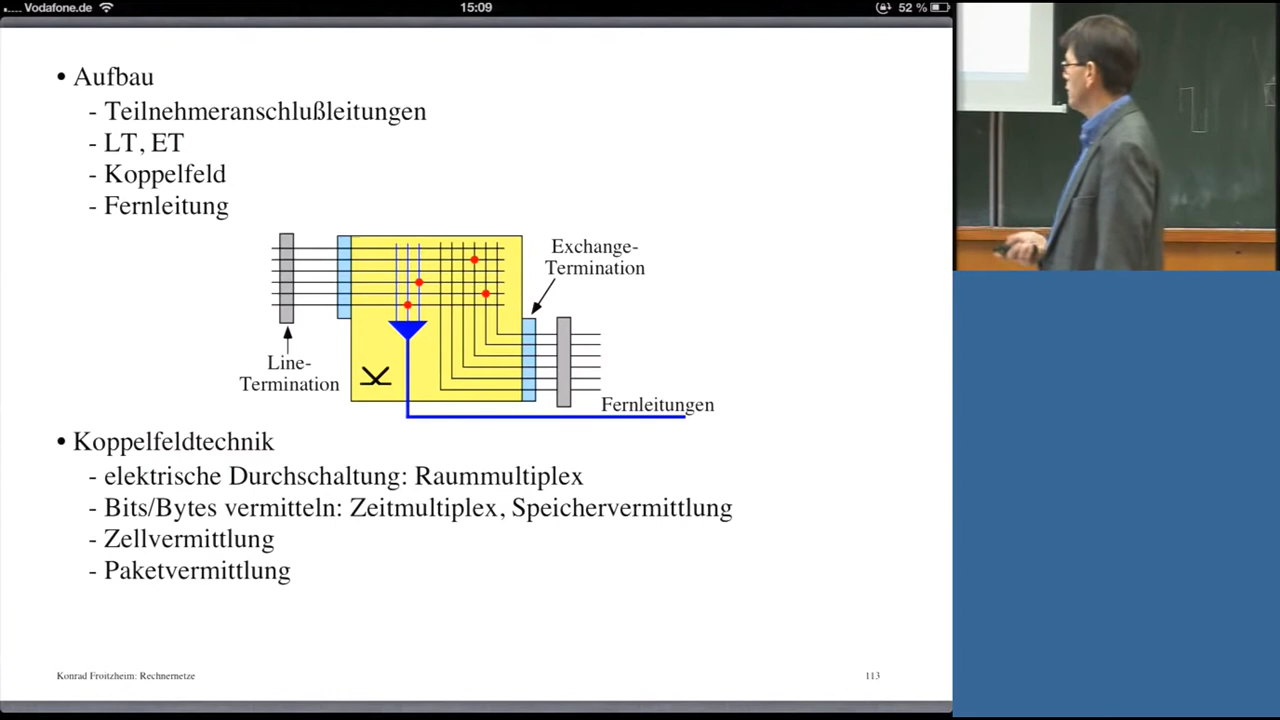 ....Vodafone.de 15:09 52 %
• Aufbau
- Teilnehmeranschlußleitungen
- LT, ET
- Koppelfeld
- Fernleitung
Exchange-
Termination
Line-
Termination
Fernleitungen
• Koppelfeldtechnik
- elektrische Durchschaltung: Raummultiplex
- Bits/Bytes vermitteln: Zeitmultiplex, Speichervermittlung
- Zellvermittlung
- Paketvermittlung
Konrad Froitzheim: Rechnernetze
113